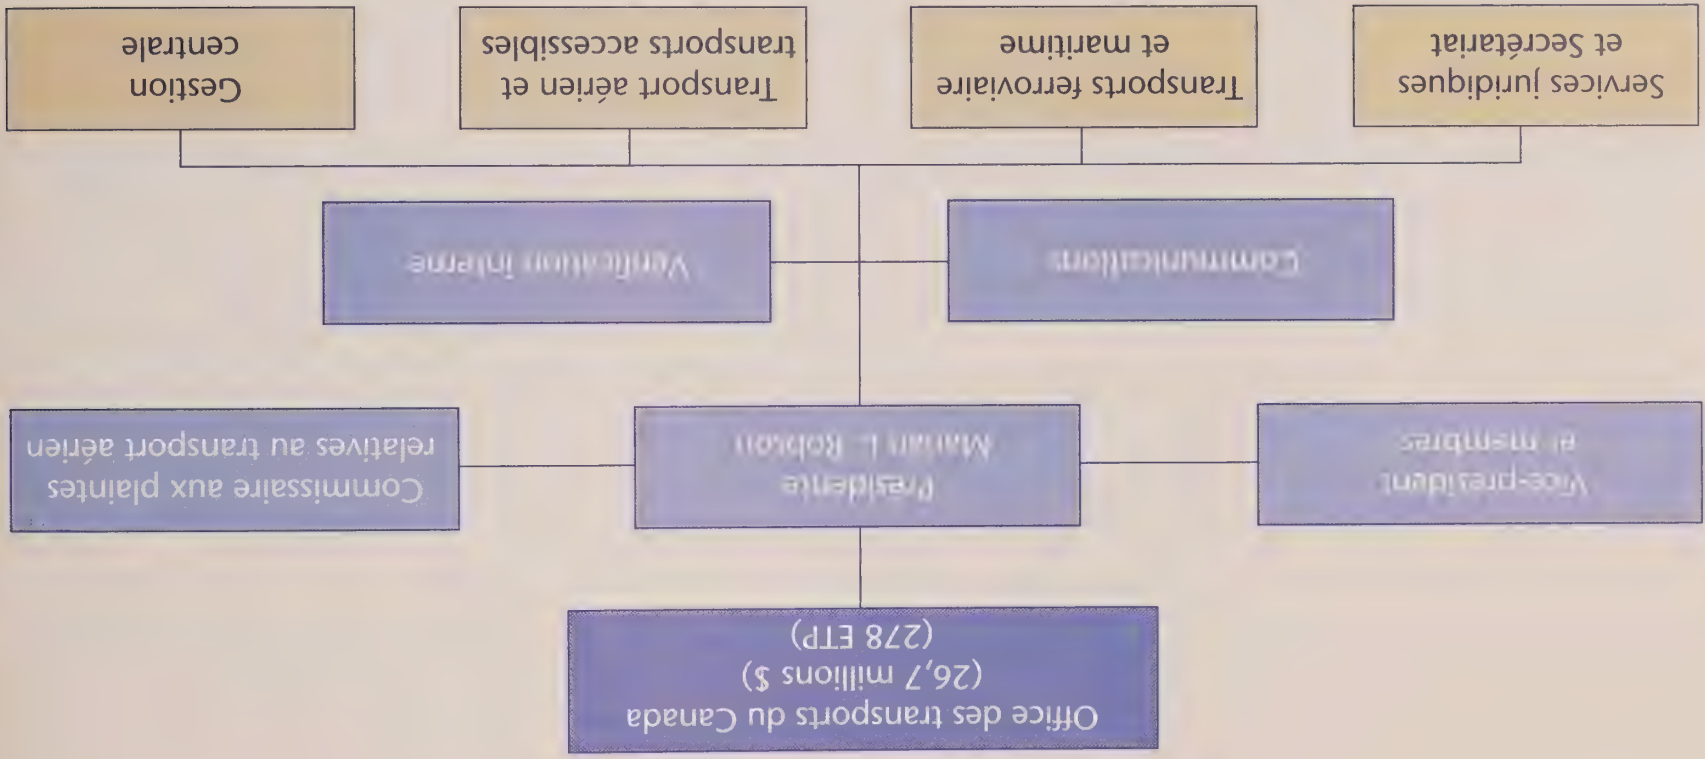 Office des transports du Canada
(26,7 millions $)
(278 ETP)
Vice-président
et membres
Présidente
Marian L. Robson
Commissaire aux plaintes
relatives au transport aérien
Communications
Vérification interne
Services juridiques
et Secrétariat
Transports ferroviaire
et maritime
Transport aérien et
transports accessibles
Gestion
centrale